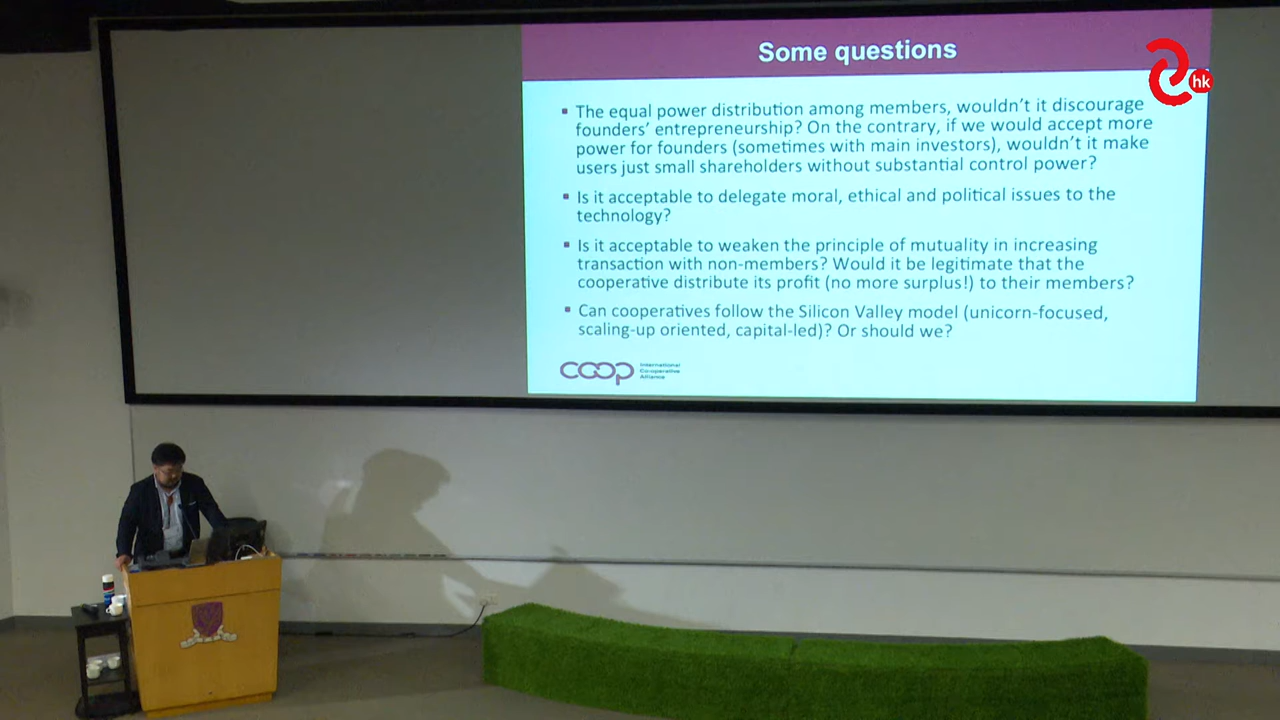 Some questions
hk
The equal power distribution among members, wouldn't it discourage
founders' entrepreneurship? On the contrary, if we would accept more
power for founders (sometimes with main investors), wouldn't it make
users just small shareholders without substantial control power?
Is it acceptable to delegate moral, ethical and political issues to the
technology?
Is it acceptable to weaken the principle of mutuality in increasing
transaction with non-members? Would it be legitimate that the
cooperative distribute its profit (no more surplus!) to their members?
Can cooperatives follow the Silicon Valley model (unicorn-focused,
scaling-up oriented, capital-led)? Or should we?
coop
International
Co-operative
Alliance